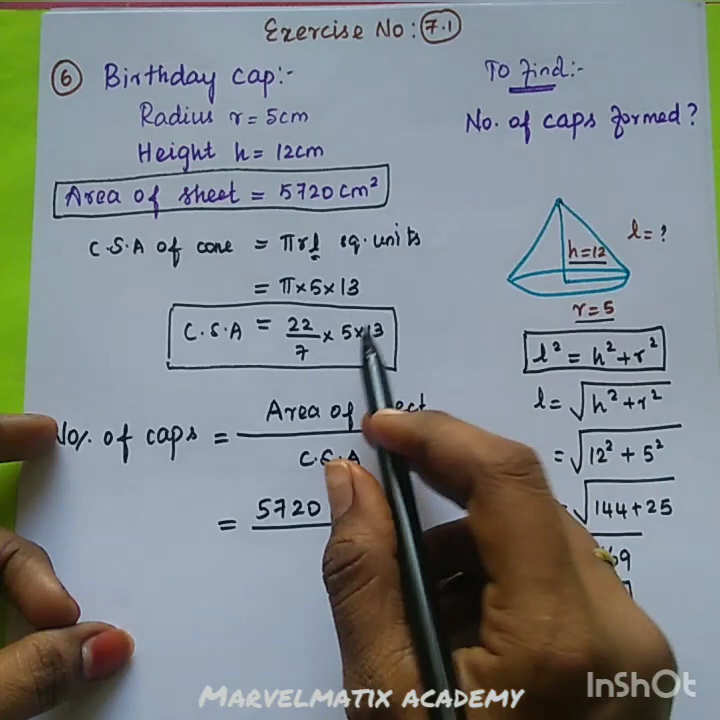 Exercise No: 7.1
6 Birthday Cap:-
Radius r = 5cm
Height h = 12cm
Area of sheet = 5720 cm²
C.S.A of cone = πrl sq. units
= π×5×13
C.S.A = 22/7 × 5×13
No. of caps = Area of
C.S.A
= 5720
To find:-
No. of caps formed?
l = ?
h=12
r=5
l² = h²+r²
l = √h²+r²
= √12² + 5²
√144+25
MARVELMATIX ACADEMY
InShOt